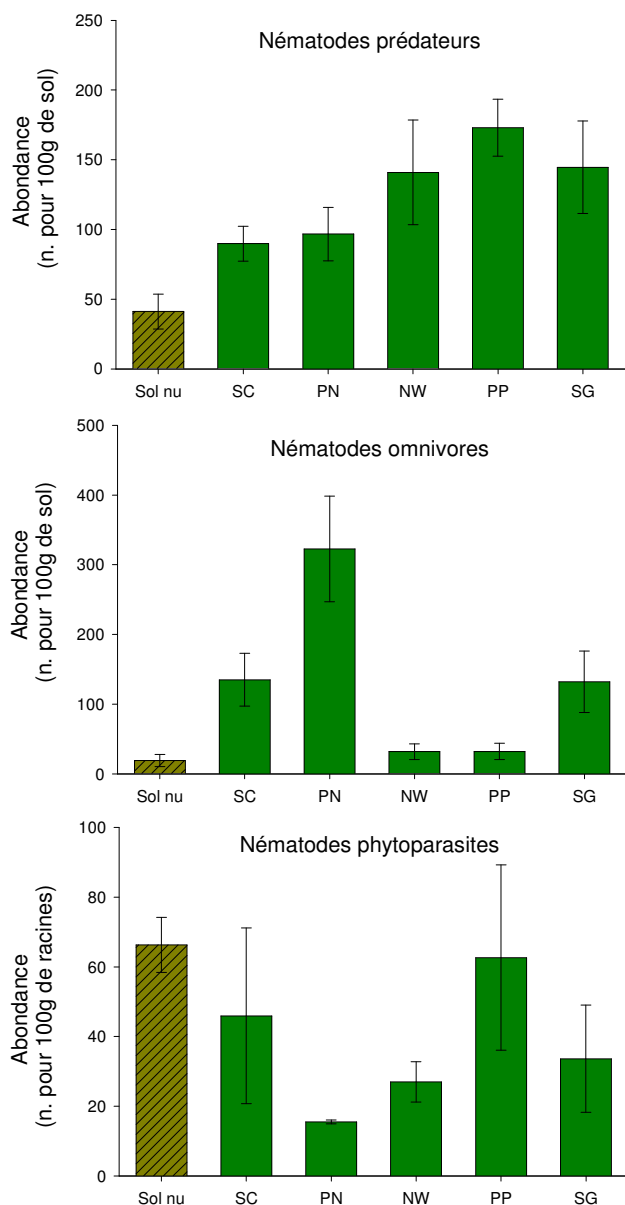 Nématodes prédateurs
Abondance
(n. pour 100g de sol)
250
200
150
100
50
0
Sol nu SC PN NW PP SG
Nématodes omnivores
Abondance
(n. pour 100g de sol)
500
400
300
200
100
0
Sol nu SC PN NW PP SG
Nématodes phytoparasites
Abondance
(n. pour 100g de racines)
100
80
60
40
20
0
Sol nu SC PN NW PP SG